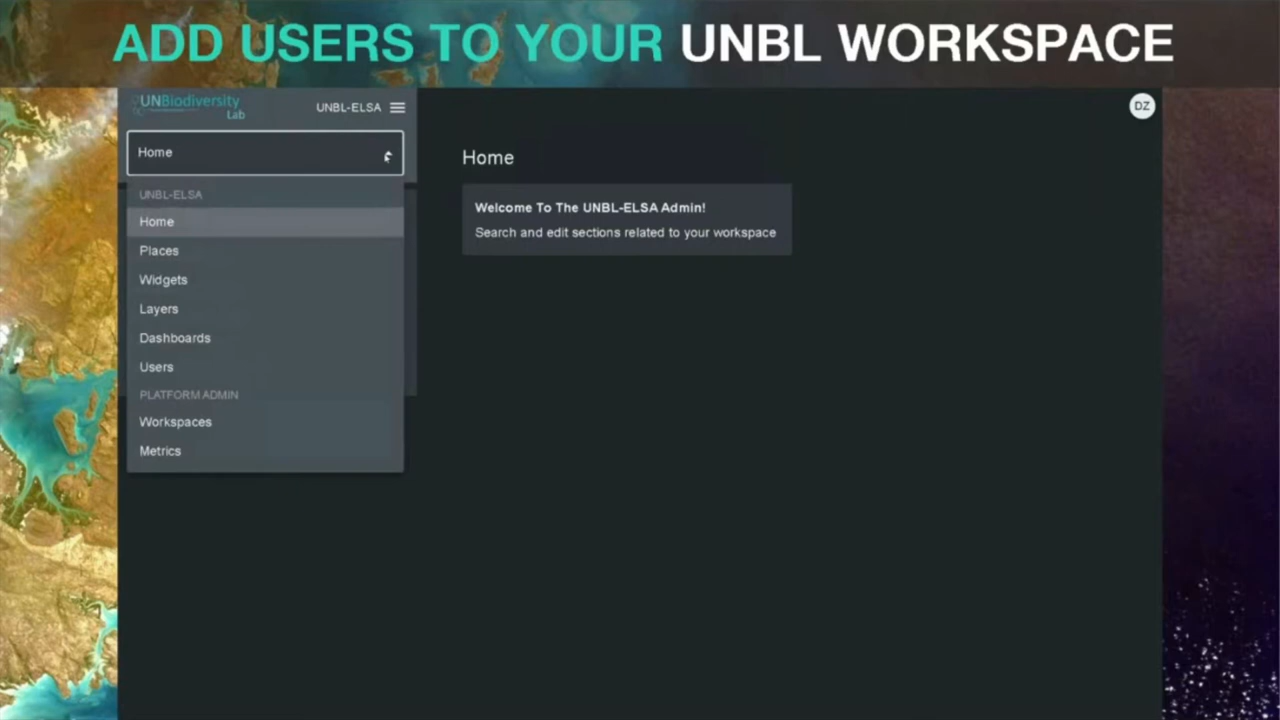 ADD USERS TO YOUR UNBL WORKSPACE
UNBiodiversity
Lab
UNBL-ELSA
DZ
Home
Home
UNBL-ELSA
Welcome To The UNBL-ELSA Admin!
Home
Search and edit sections related to your workspace
Places
Widgets
Layers
Dashboards
Users
PLATFORM ADMIN
Workspaces
Metrics